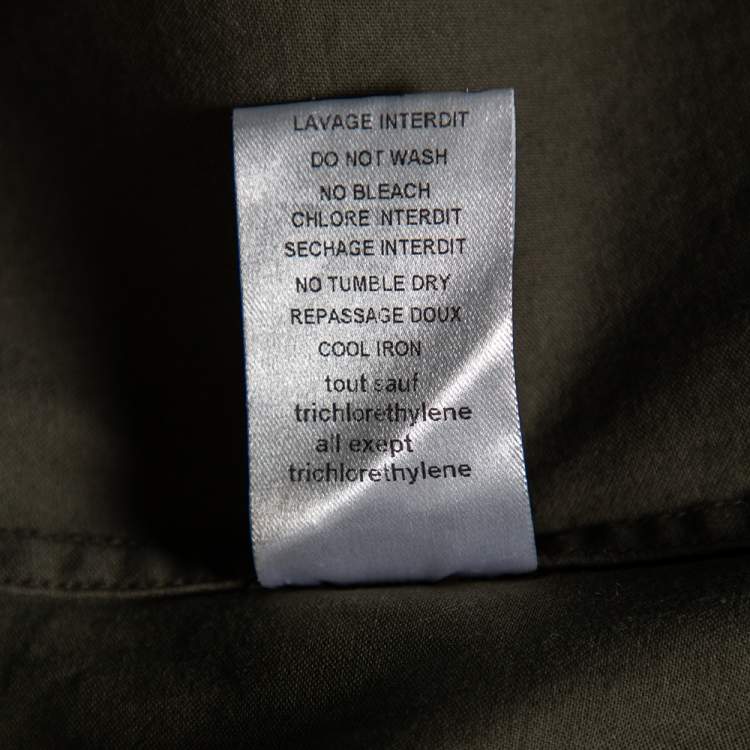 LAVAGE INTERDIT
DO NOT WASH
NO BLEACH
CHLORE INTERDIT
SECHAGE INTERDIT
NO TUMBLE DRY
REPASSAGE DOUX
COOL IRON
tout sauf
trichlorethylene
all exept
trichlorethylene